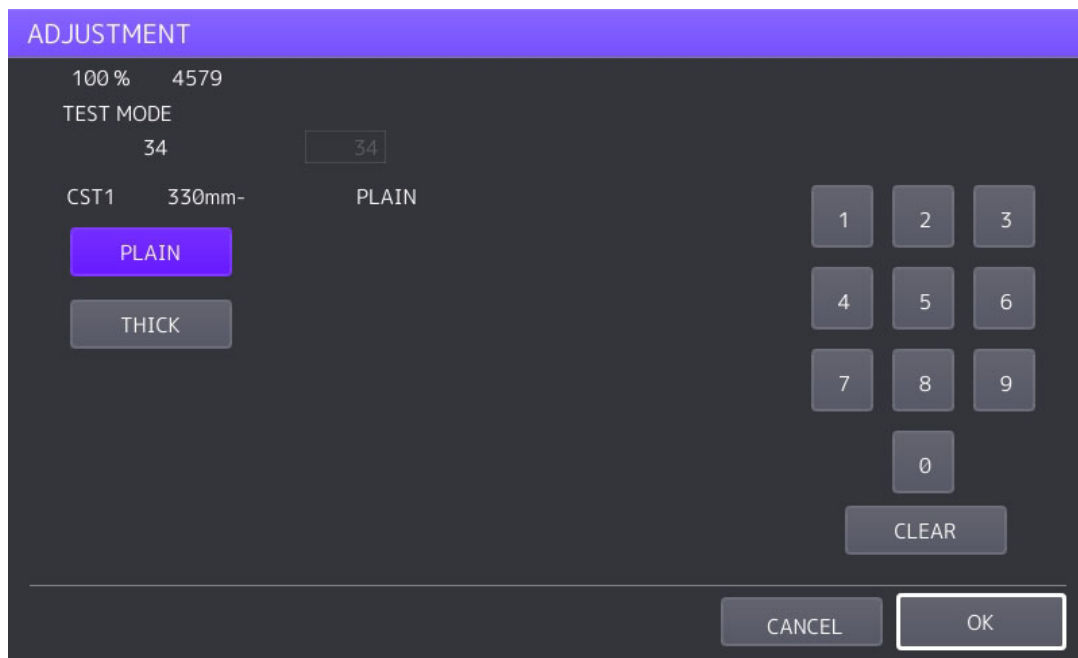 ADJUSTMENT
100 % 4579
TEST MODE
34 34
CST1 330mm- PLAIN
PLAIN
THICK
1 2 3
4 5 6
7 8 9
0
CLEAR
CANCEL OK